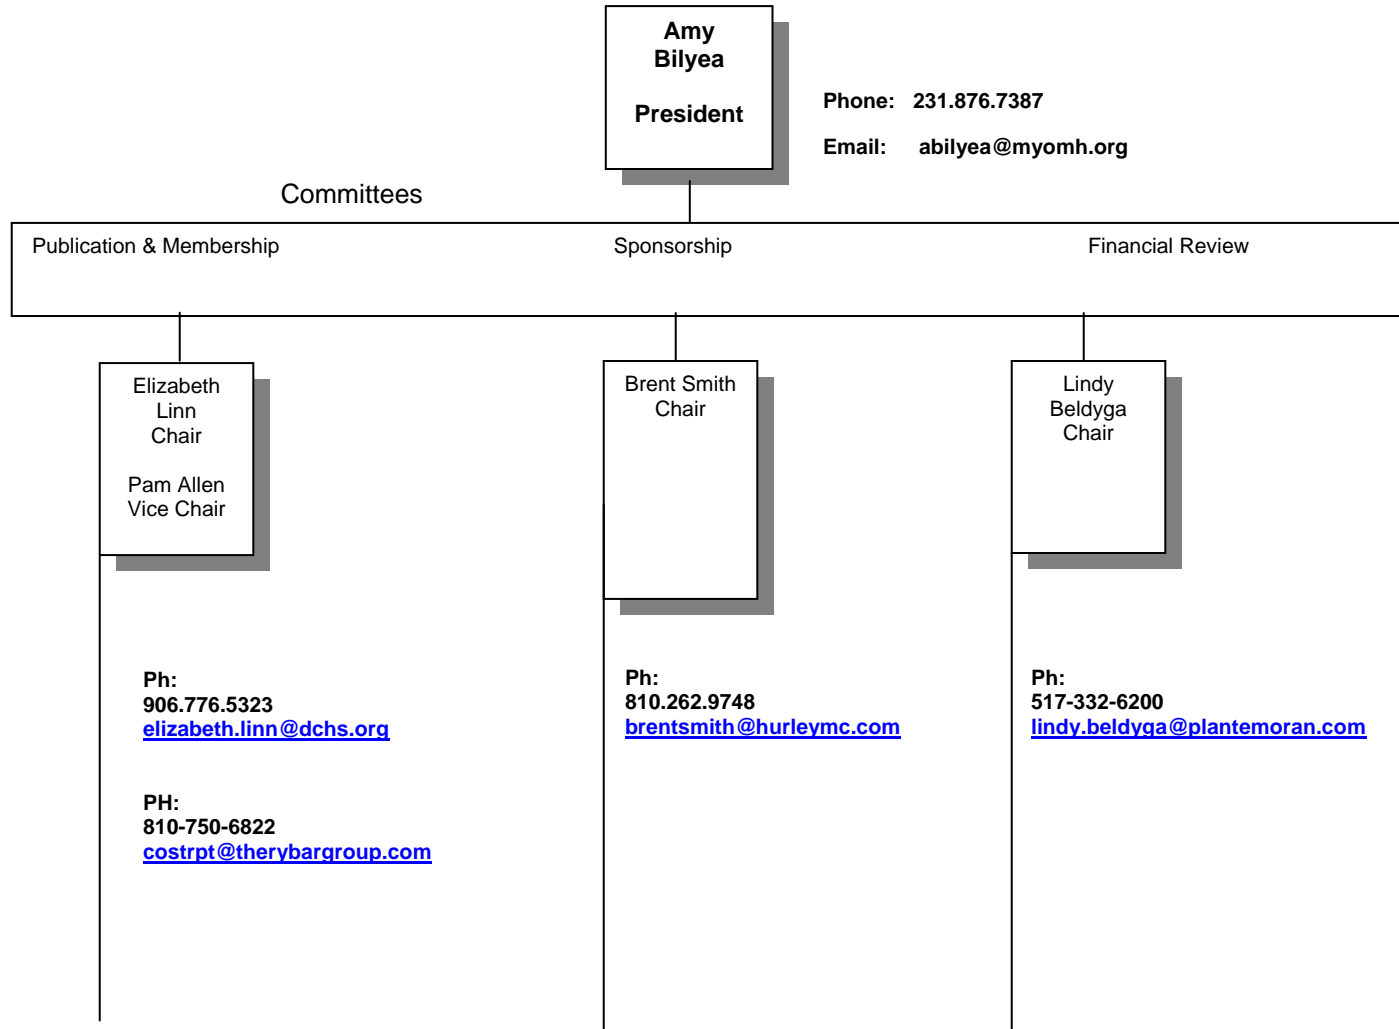 Amy
Bilyea
President
Phone: 231.876.7387
Email: abilyea@myomh.org
Committees
Publication & Membership
Sponsorship
Financial Review
Elizabeth
Linn
Chair
Pam Allen
Vice Chair
Brent Smith
Chair
Lindy
Beldyga
Chair
Ph:
906.776.5323
elizabeth.linn@dchs.org
PH:
810-750-6822
costrpt@therybargroup.com
Ph:
810.262.9748
brentsmith@hurleymc.com
Ph:
517-332-6200
lindy.beldyga@plantemoran.com